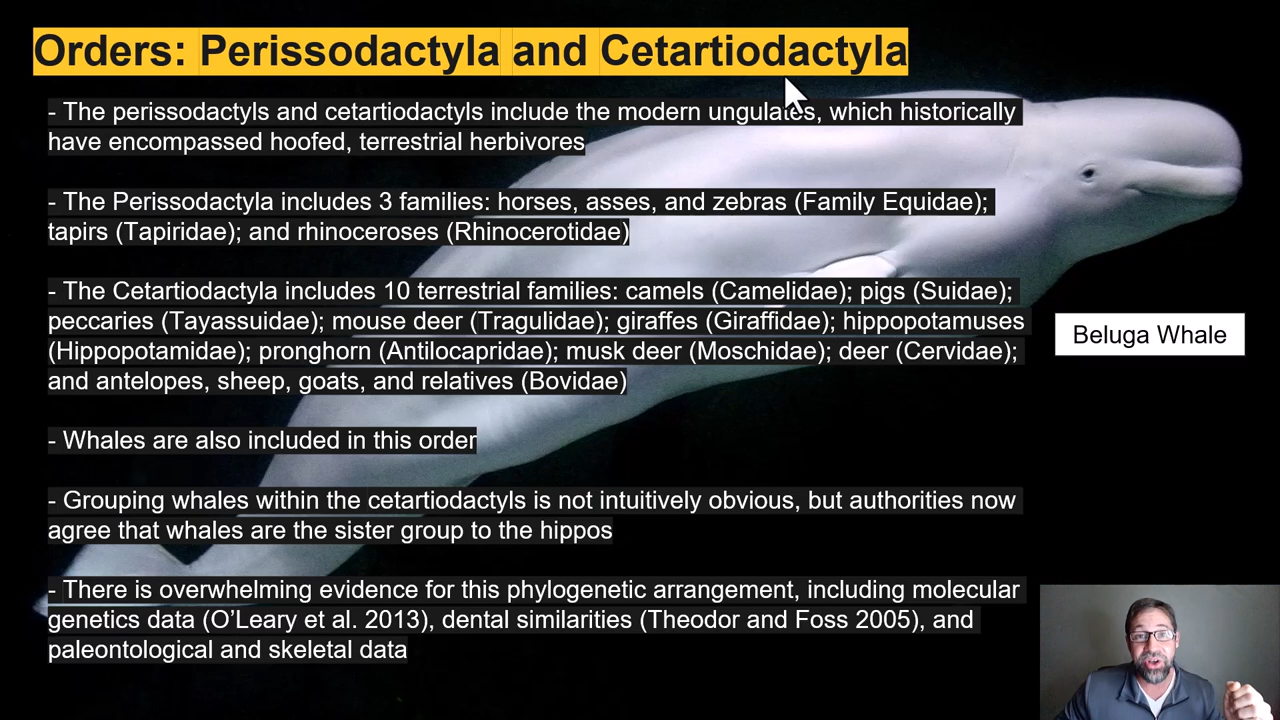 Orders: Perissodactyla and Cetartiodactyla
- The perissodactyls and cetartiodactyls include the modern ungulates, which historically
have encompassed hoofed, terrestrial herbivores
- The Perissodactyla includes 3 families: horses, asses, and zebras (Family Equidae);
tapirs (Tapiridae); and rhinoceroses (Rhinocerotidae)
- The Cetartiodactyla includes 10 terrestrial families: camels (Camelidae); pigs (Suidae);
peccaries (Tayassuidae); mouse deer (Tragulidae); giraffes (Giraffidae); hippopotamuses
(Hippopotamidae); pronghorn (Antilocapridae); musk deer (Moschidae); deer (Cervidae);
and antelopes, sheep, goats, and relatives (Bovidae)
Beluga Whale
- Whales are also included in this order
- Grouping whales within the cetartiodactyls is not intuitively obvious, but authorities now
agree that whales are the sister group to the hippos
- There is overwhelming evidence for this phylogenetic arrangement, including molecular
genetics data (O’Leary et al. 2013), dental similarities (Theodor and Foss 2005), and
paleontological and skeletal data